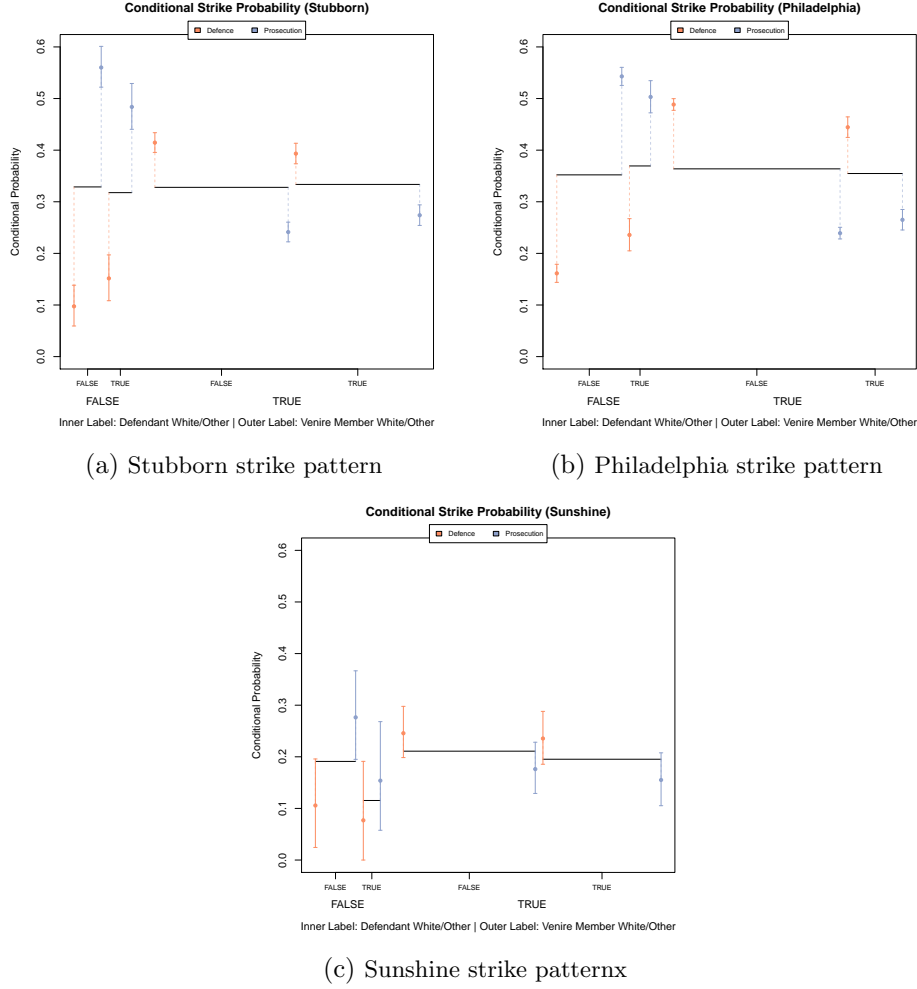 Conditional Strike Probability (Stubborn)
Defence Prosecution
Conditional Probability
0.6
0.5
0.4
0.3
0.2
0.1
0.0
FALSE TRUE FALSE TRUE
FALSE TRUE
Inner Label: Defendant White/Other | Outer Label: Venire Member White/Other
(a) Stubborn strike pattern
Conditional Strike Probability (Philadelphia)
Defence Prosecution
Conditional Probability
0.6
0.5
0.4
0.3
0.2
0.1
0.0
FALSE TRUE FALSE TRUE
FALSE TRUE
Inner Label: Defendant White/Other | Outer Label: Venire Member White/Other
(b) Philadelphia strike pattern
Conditional Strike Probability (Sunshine)
Defence Prosecution
Conditional Probability
0.6
0.5
0.4
0.3
0.2
0.1
0.0
FALSE TRUE FALSE TRUE
FALSE TRUE
Inner Label: Defendant White/Other | Outer Label: Venire Member White/Other
(c) Sunshine strike patternx